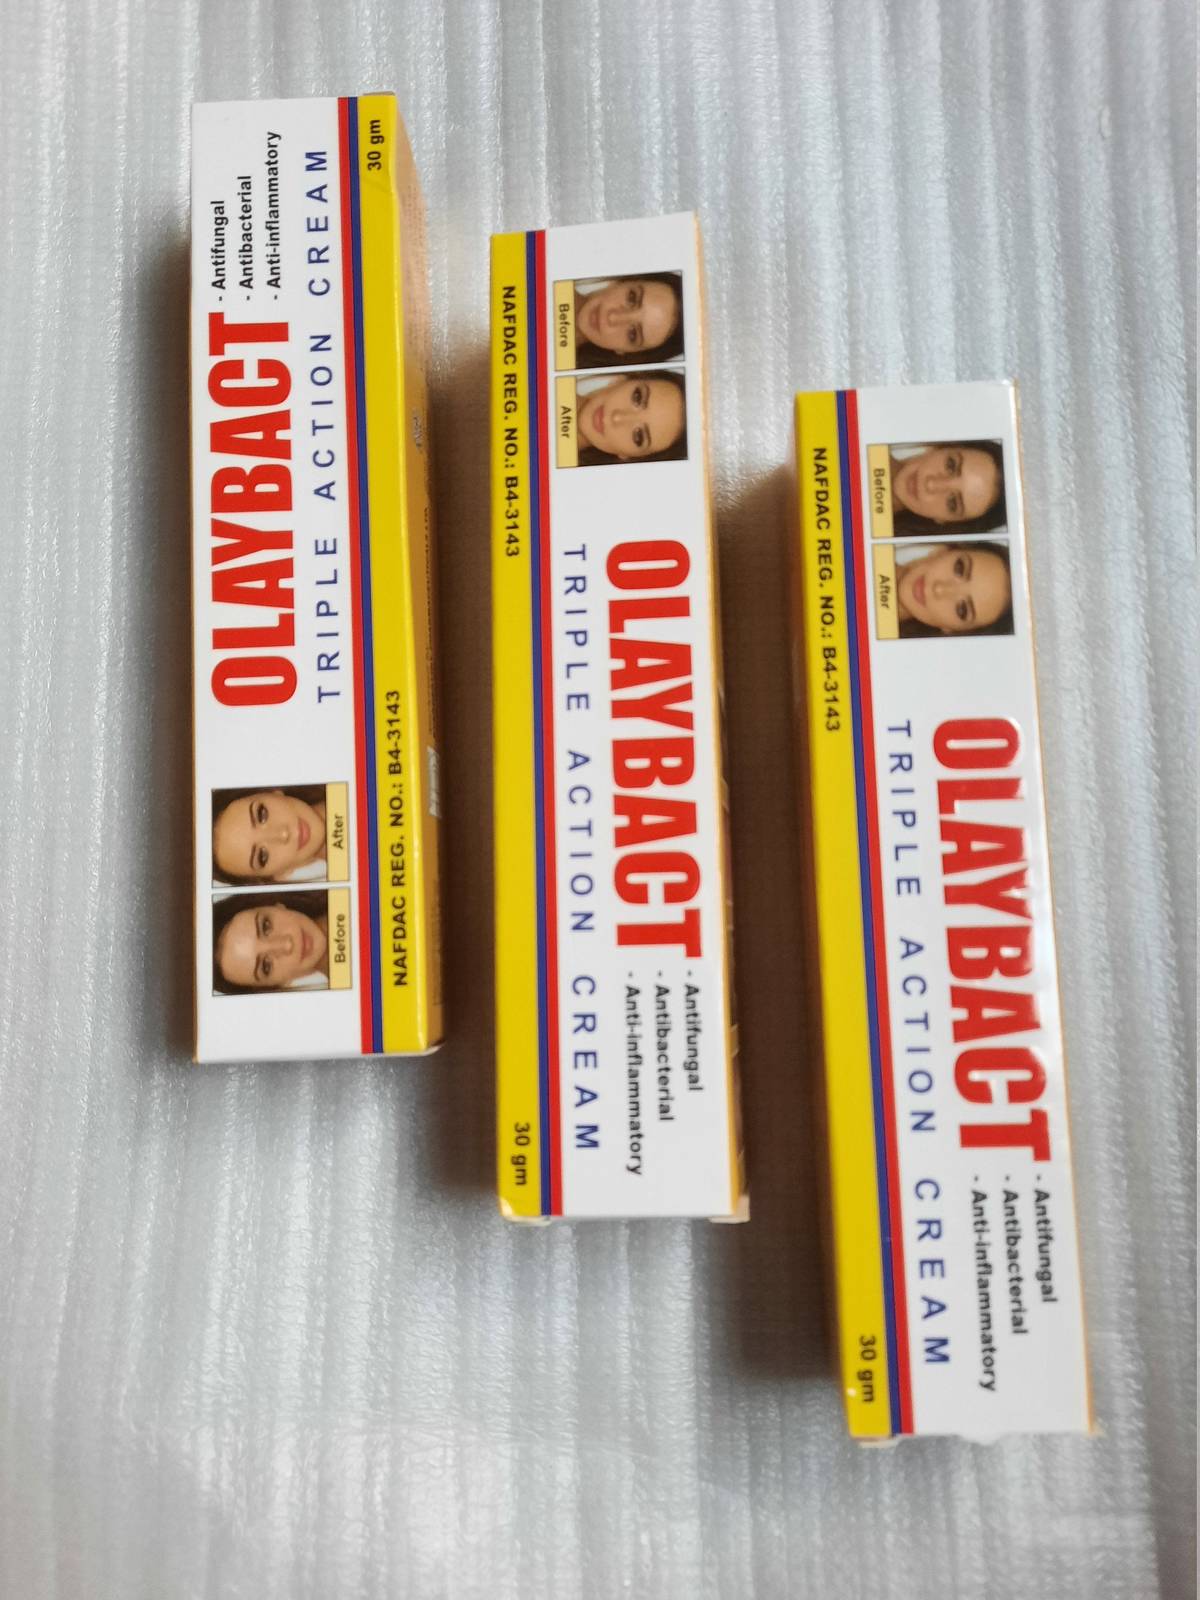 OLAYBACT
- Antifungal
- Antibacterial
- Anti-inflammatory
TRIPLE ACTION CREAM
Before
After
NAFDAC REG. NO.: B4-3143
30 gm
OLAYBACT
- Antifungal
- Antibacterial
- Anti-inflammatory
TRIPLE ACTION CREAM
Before
After
NAFDAC REG. NO.: B4-3143
30 gm
OLAYBACT
- Antifungal
- Antibacterial
- Anti-inflammatory
TRIPLE ACTION CREAM
Before
After
NAFDAC REG. NO.: B4-3143
30 gm